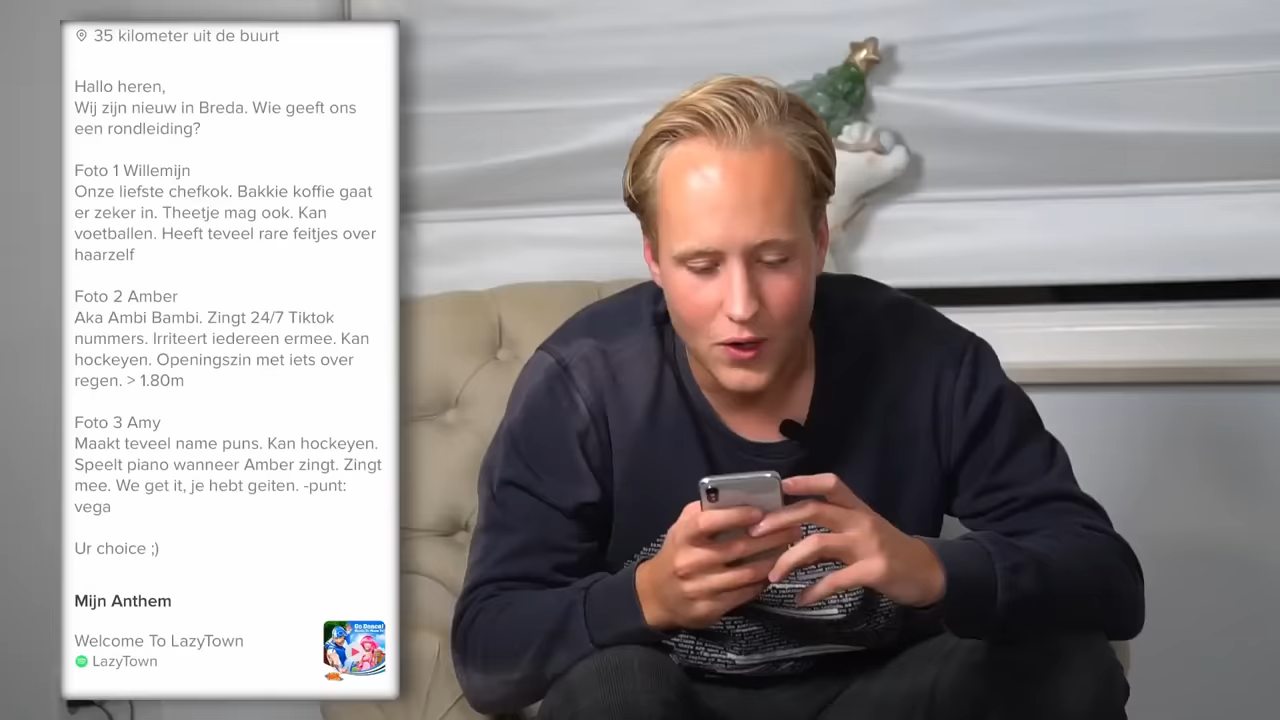 35 kilometer uit de buurt
Hallo heren,
Wij zijn nieuw in Breda. Wie geeft ons
een rondleiding?
Foto 1 Willemijn
Onze liefste chefkok. Bakkie koffie gaat
er zeker in. Theetje mag ook. Kan
voetballen. Heeft teveel rare feitjes over
haarzelf
Foto 2 Amber
Aka Ambi Bambi. Zingt 24/7 Tiktok
nummers. Irriteert iedereen ermee. Kan
hockeyen. Openingszin met iets over
regen. > 1.80m
Foto 3 Amy
Maakt teveel name puns. Kan hockeyen.
Speelt piano wanneer Amber zingt. Zingt
mee. We get it, je hebt geiten. -punt:
vega
Ur choice ;)
Mijn Anthem
Welcome To LazyTown
LazyTown
Go Dance!